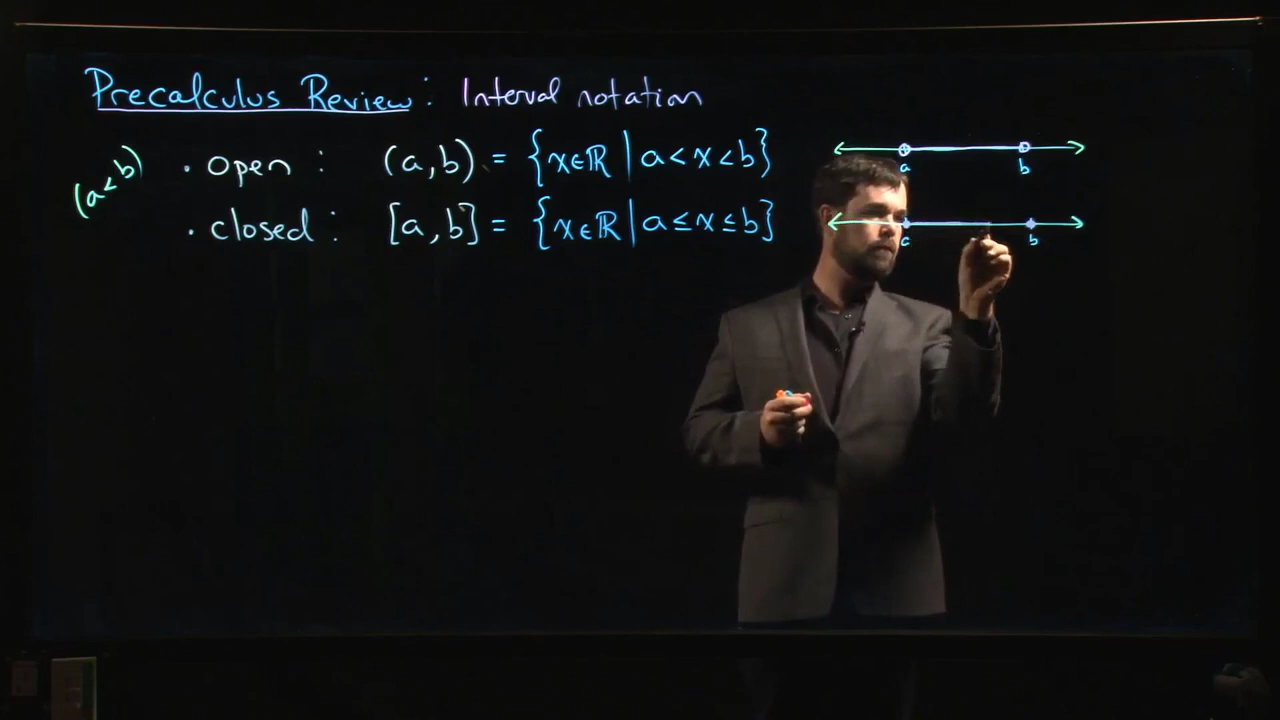 Precalculus Review: Interval notation
(a<b) · open : (a,b) = {x∈ℝ | a<x<b}
a b
· closed : [a,b] = {x∈ℝ | a≤x≤b}
a b